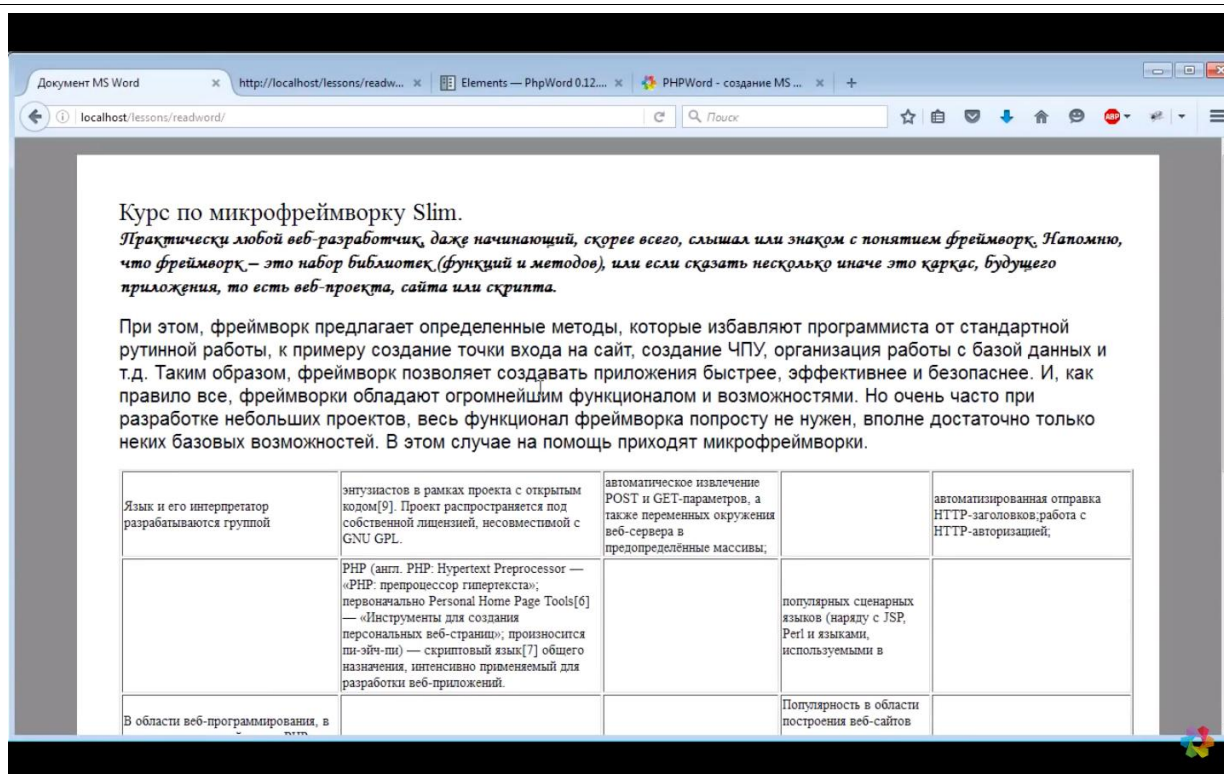 Документ MS Word
http://localhost/lessons/readw...
Elements — PhpWord 0.12....
PHPWord - создание MS ...
localhost/lessons/readword/
Поиск
ABP
Курс по микрофреймворку Slim.
Практически любой веб-разработчик, даже начинающий, скорее всего, слышал или знаком с понятием фреймворк. Напомню,
что фреймворк – это набор библиотек (функций и методов), или если сказать несколько иначе это каркас, будущего
приложения, то есть веб-проекта, сайта или скрипта.
При этом, фреймворк предлагает определенные методы, которые избавляют программиста от стандартной
рутинной работы, к примеру создание точки входа на сайт, создание ЧПУ, организация работы с базой данных и
т.д. Таким образом, фреймворк позволяет создавать приложения быстрее, эффективнее и безопаснее. И, как
правило все, фреймворки обладают огромнейшим функционалом и возможностями. Но очень часто при
разработке небольших проектов, весь функционал фреймворка попросту не нужен, вполне достаточно только
неких базовых возможностей. В этом случае на помощь приходят микрофреймворки.
Язык и его интерпретатор
разрабатываются группой
энтузиастов в рамках проекта с открытым
кодом[9]. Проект распространяется под
собственной лицензией, несовместимой с
GNU GPL.
автоматическое извлечение
POST и GET-параметров, а
также переменных окружения
веб-сервера в
предопределённые массивы;
автоматизированная отправка
HTTP-заголовков;работа с
HTTP-авторизацией;
PHP (англ. PHP: Hypertext Preprocessor —
«PHP: препроцессор гипертекста»;
первоначально Personal Home Page Tools[6]
— «Инструменты для создания
персональных веб-страниц»; произносится
пи-эйч-пи) — скриптовый язык[7] общего
назначения, интенсивно применяемый для
разработки веб-приложений.
популярных сценарных
языков (наряду с JSP,
Perl и языками,
используемыми в
В области веб-программирования, в
Популярность в области
построения веб-сайтов